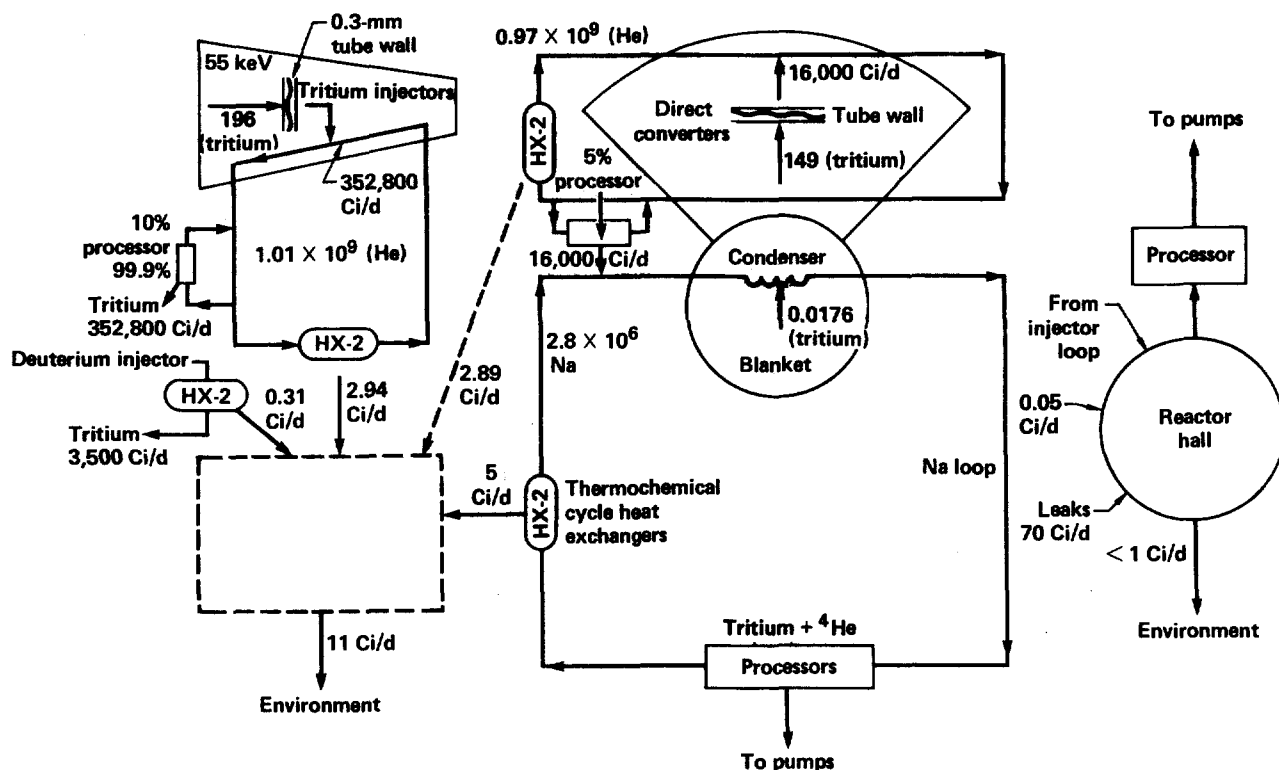 0.3-mm
tube wall
55 keV
Tritium injectors
196
(tritium)
352,800
Ci/d
10%
processor
99.9%
1.01 × 10⁹ (He)
Tritium
352,800 Ci/d
HX-2
Deuterium injector
HX-2
0.31
Ci/d
2.94
Ci/d
2.89
Ci/d
Tritium
3,500 Ci/d
11 Ci/d
Environment
0.97 × 10⁹ (He)
16,000 Ci/d
Direct
converters
Tube wall
HX-2
149 (tritium)
5%
processor
16,000 Ci/d
Condenser
0.0176
(tritium)
Blanket
2.8 × 10⁶
Na
Na loop
5
Ci/d
HX-2
Thermochemical
cycle heat
exchangers
Tritium + ⁴He
Processors
To pumps
To pumps
Processor
From
injector
loop
0.05
Ci/d
Reactor
hall
Leaks
70 Ci/d
< 1 Ci/d
Environment